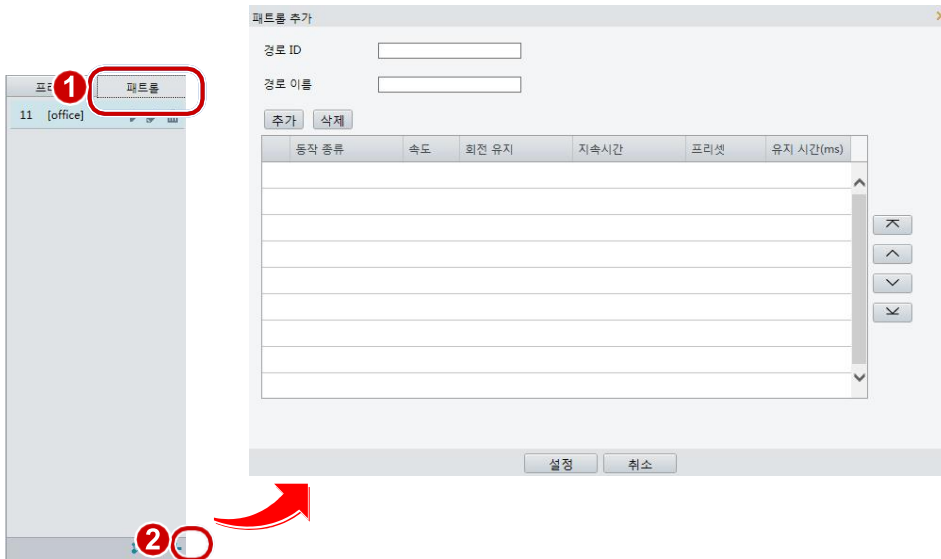 패트롤 추가
경로 ID
경로 이름
추가 삭제
동작 종류 속도 회전 유지 지속시간 프리셋 유지 시간(ms)
설정 취소
1 패트롤
11 [office]
2